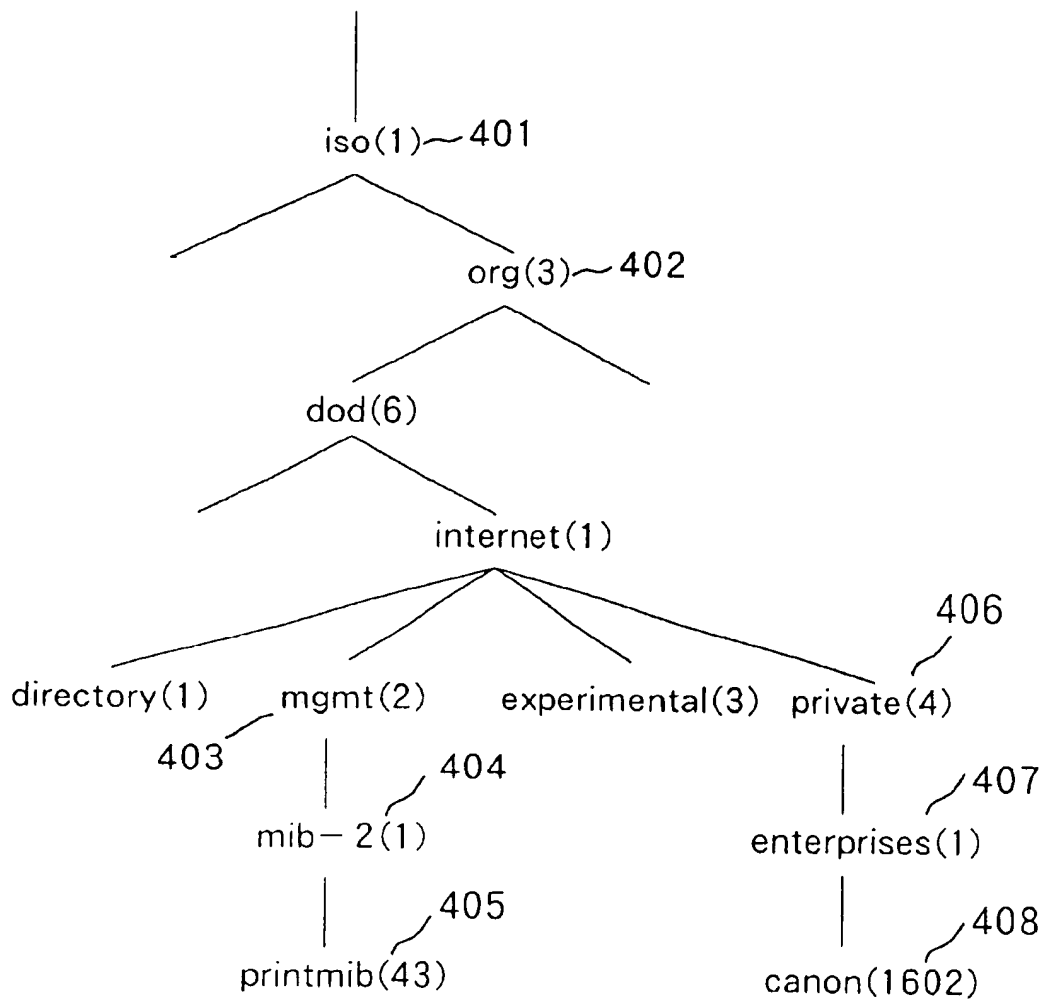 iso(1) 401
org(3) 402
dod(6)
internet(1)
406
directory(1) mgmt(2) experimental(3) private(4)
403
404
407
mib-2(1)
enterprises(1)
405
408
printmib(43)
canon(1602)